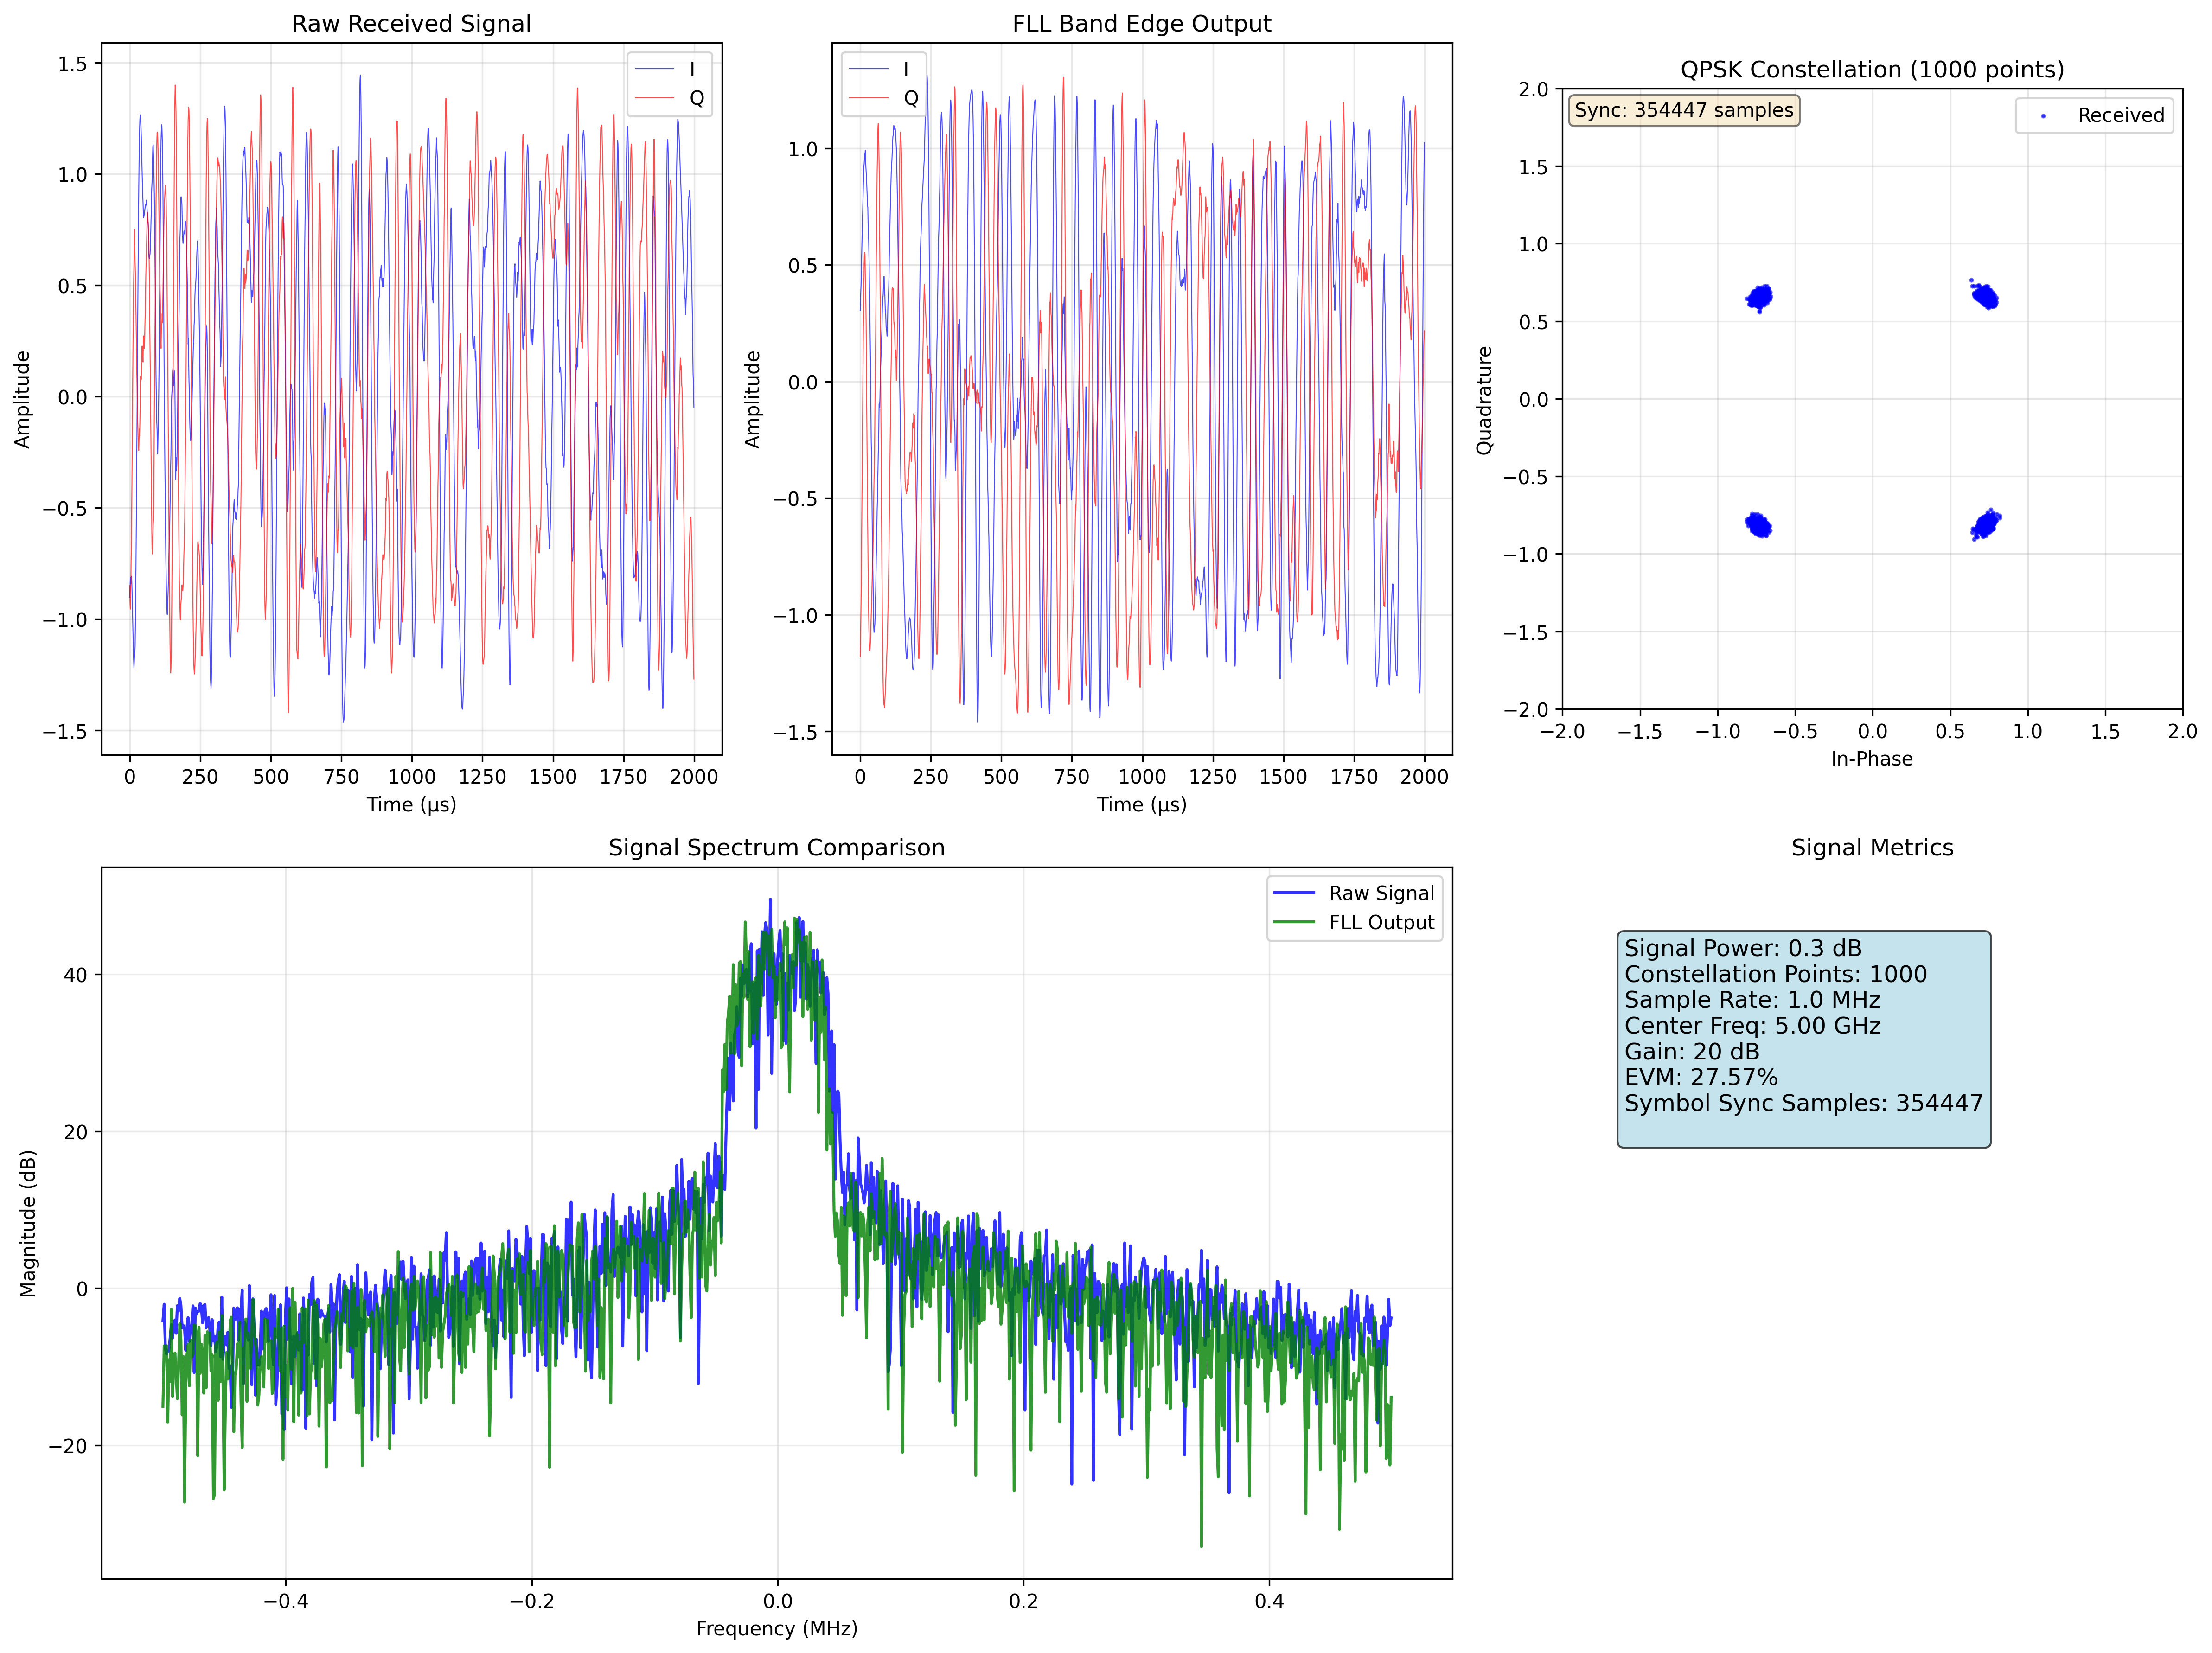 Raw Received Signal
1.5
1.0
0.5
0.0
−0.5
−1.0
−1.5
Amplitude
0 250 500 750 1000 1250 1500 1750 2000
Time (μs)
I
Q
FLL Band Edge Output
1.0
0.5
0.0
−0.5
−1.0
−1.5
Amplitude
0 250 500 750 1000 1250 1500 1750 2000
Time (μs)
I
Q
QPSK Constellation (1000 points)
Sync: 354447 samples
Received
2.0
1.5
1.0
0.5
0.0
−0.5
−1.0
−1.5
−2.0
Quadrature
−2.0 −1.5 −1.0 −0.5 0.0 0.5 1.0 1.5 2.0
In-Phase
Signal Spectrum Comparison
Raw Signal
FLL Output
40
20
0
−20
Magnitude (dB)
−0.4 −0.2 0.0 0.2 0.4
Frequency (MHz)
Signal Metrics
Signal Power: 0.3 dB
Constellation Points: 1000
Sample Rate: 1.0 MHz
Center Freq: 5.00 GHz
Gain: 20 dB
EVM: 27.57%
Symbol Sync Samples: 354447